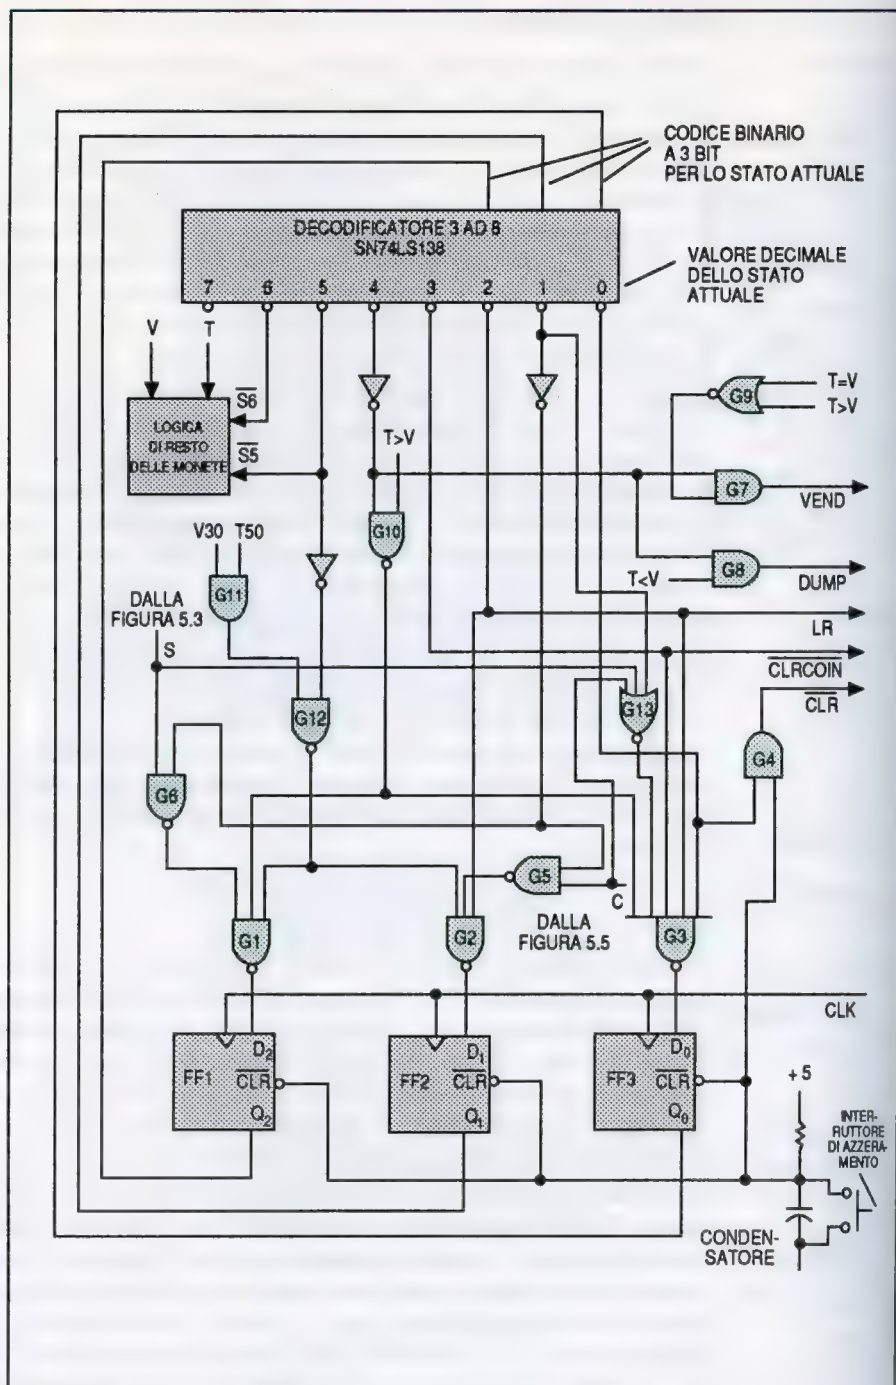 CODICE BINARIO
A 3 BIT
PER LO STATO ATTUALE
DECODIFICATORE 3 AD 8
SN74LS138
7 6 5 4 3 2 1 0
VALORE DECIMALE
DELLO STATO
ATTUALE
V T
S6
S5
LOGICA
DI RESTO
DELLE MONETE
T>V
G10
G9
T=V
T>V
G7
VEND
G8
T<V
DUMP
V30 T50
G11
DALLA
FIGURA 5.3
S
LR
CLRCOIN
CLR
G12
G13
G4
G6
G5
C
DALLA
FIGURA 5.5
G1
G2
G3
CLK
FF1
D2
CLR
Q2
FF2
D1
CLR
Q1
FF3
D0
CLR
Q0
+5
INTER-
RUTTORE
DI AZZERA-
MENTO
CONDEN-
SATORE